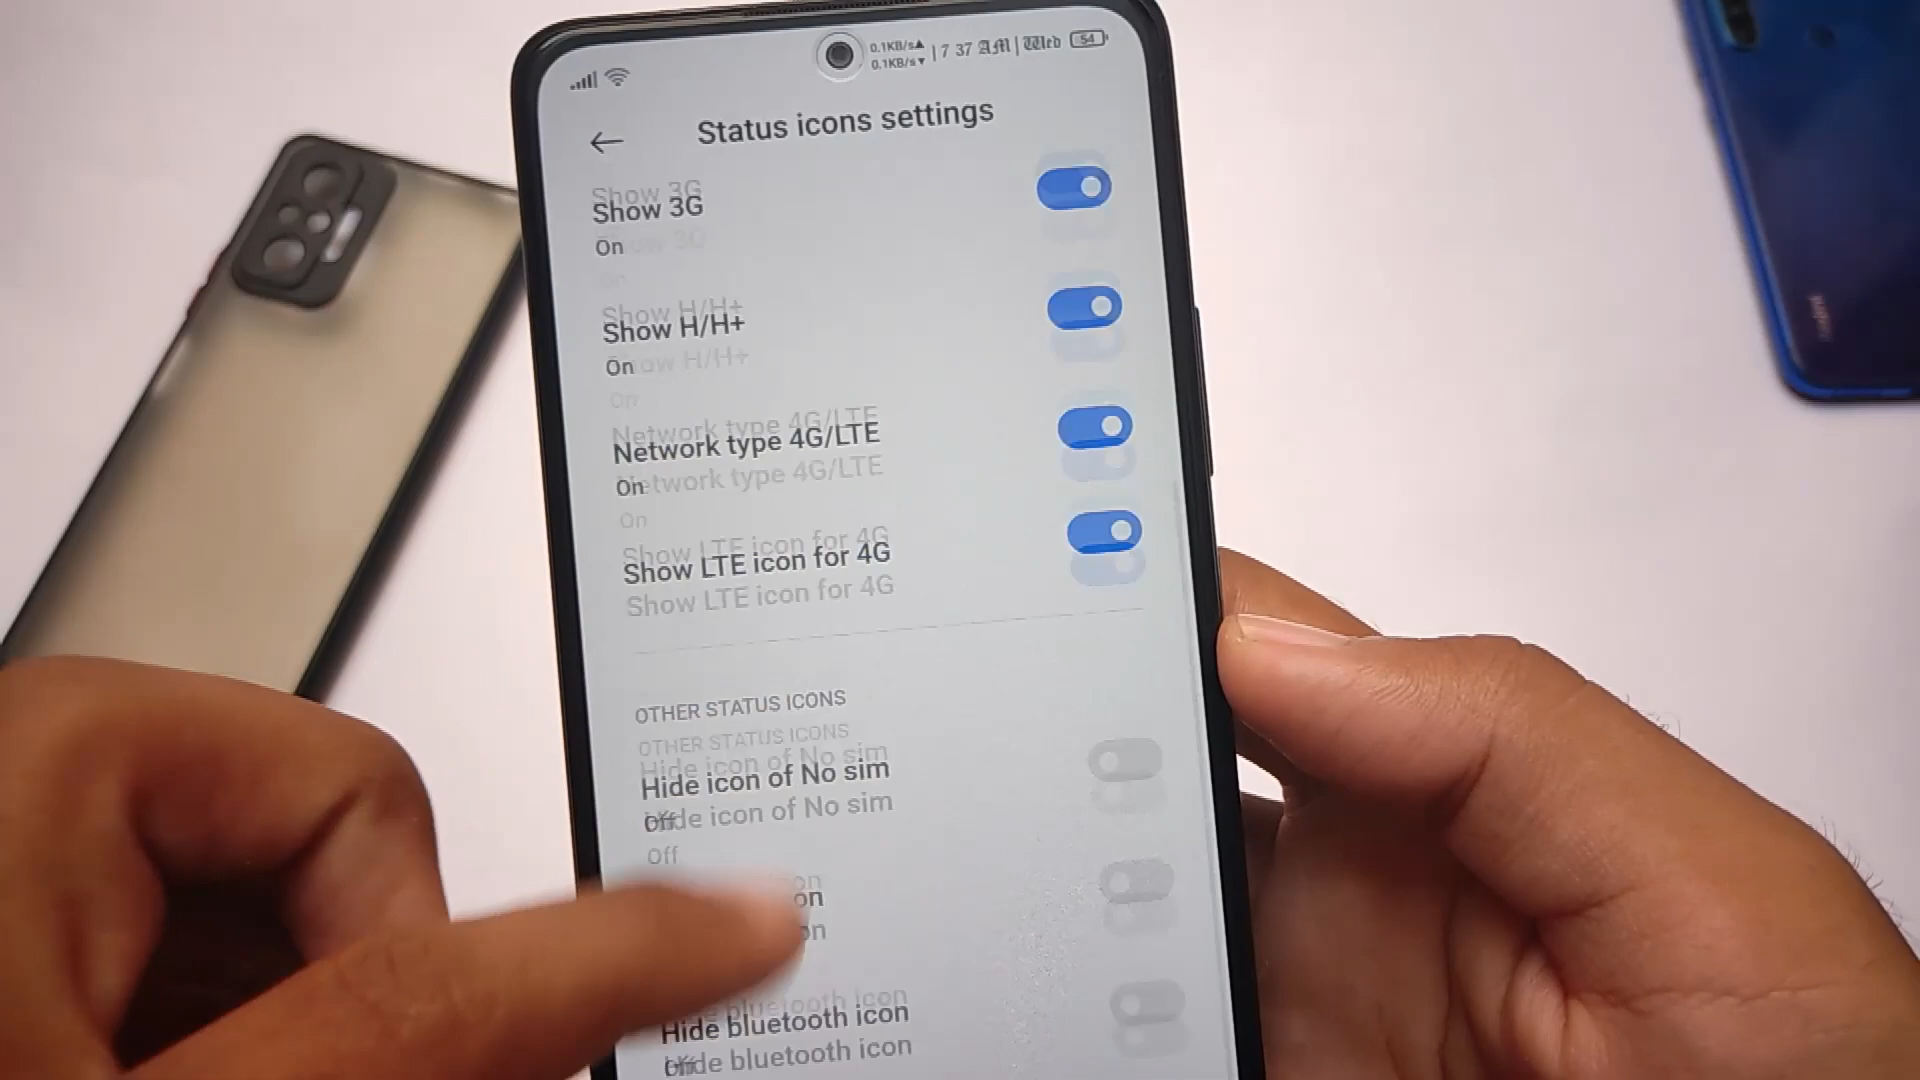 0.1KB/s▲
0.1KB/s▼ | 7 37 AM | Wed 54
Status icons settings
Show 3G
On
Show H/H+
On
Network type 4G/LTE
On
Show LTE icon for 4G
OTHER STATUS ICONS
Hide icon of No sim
Off
on
Hide bluetooth icon
Off